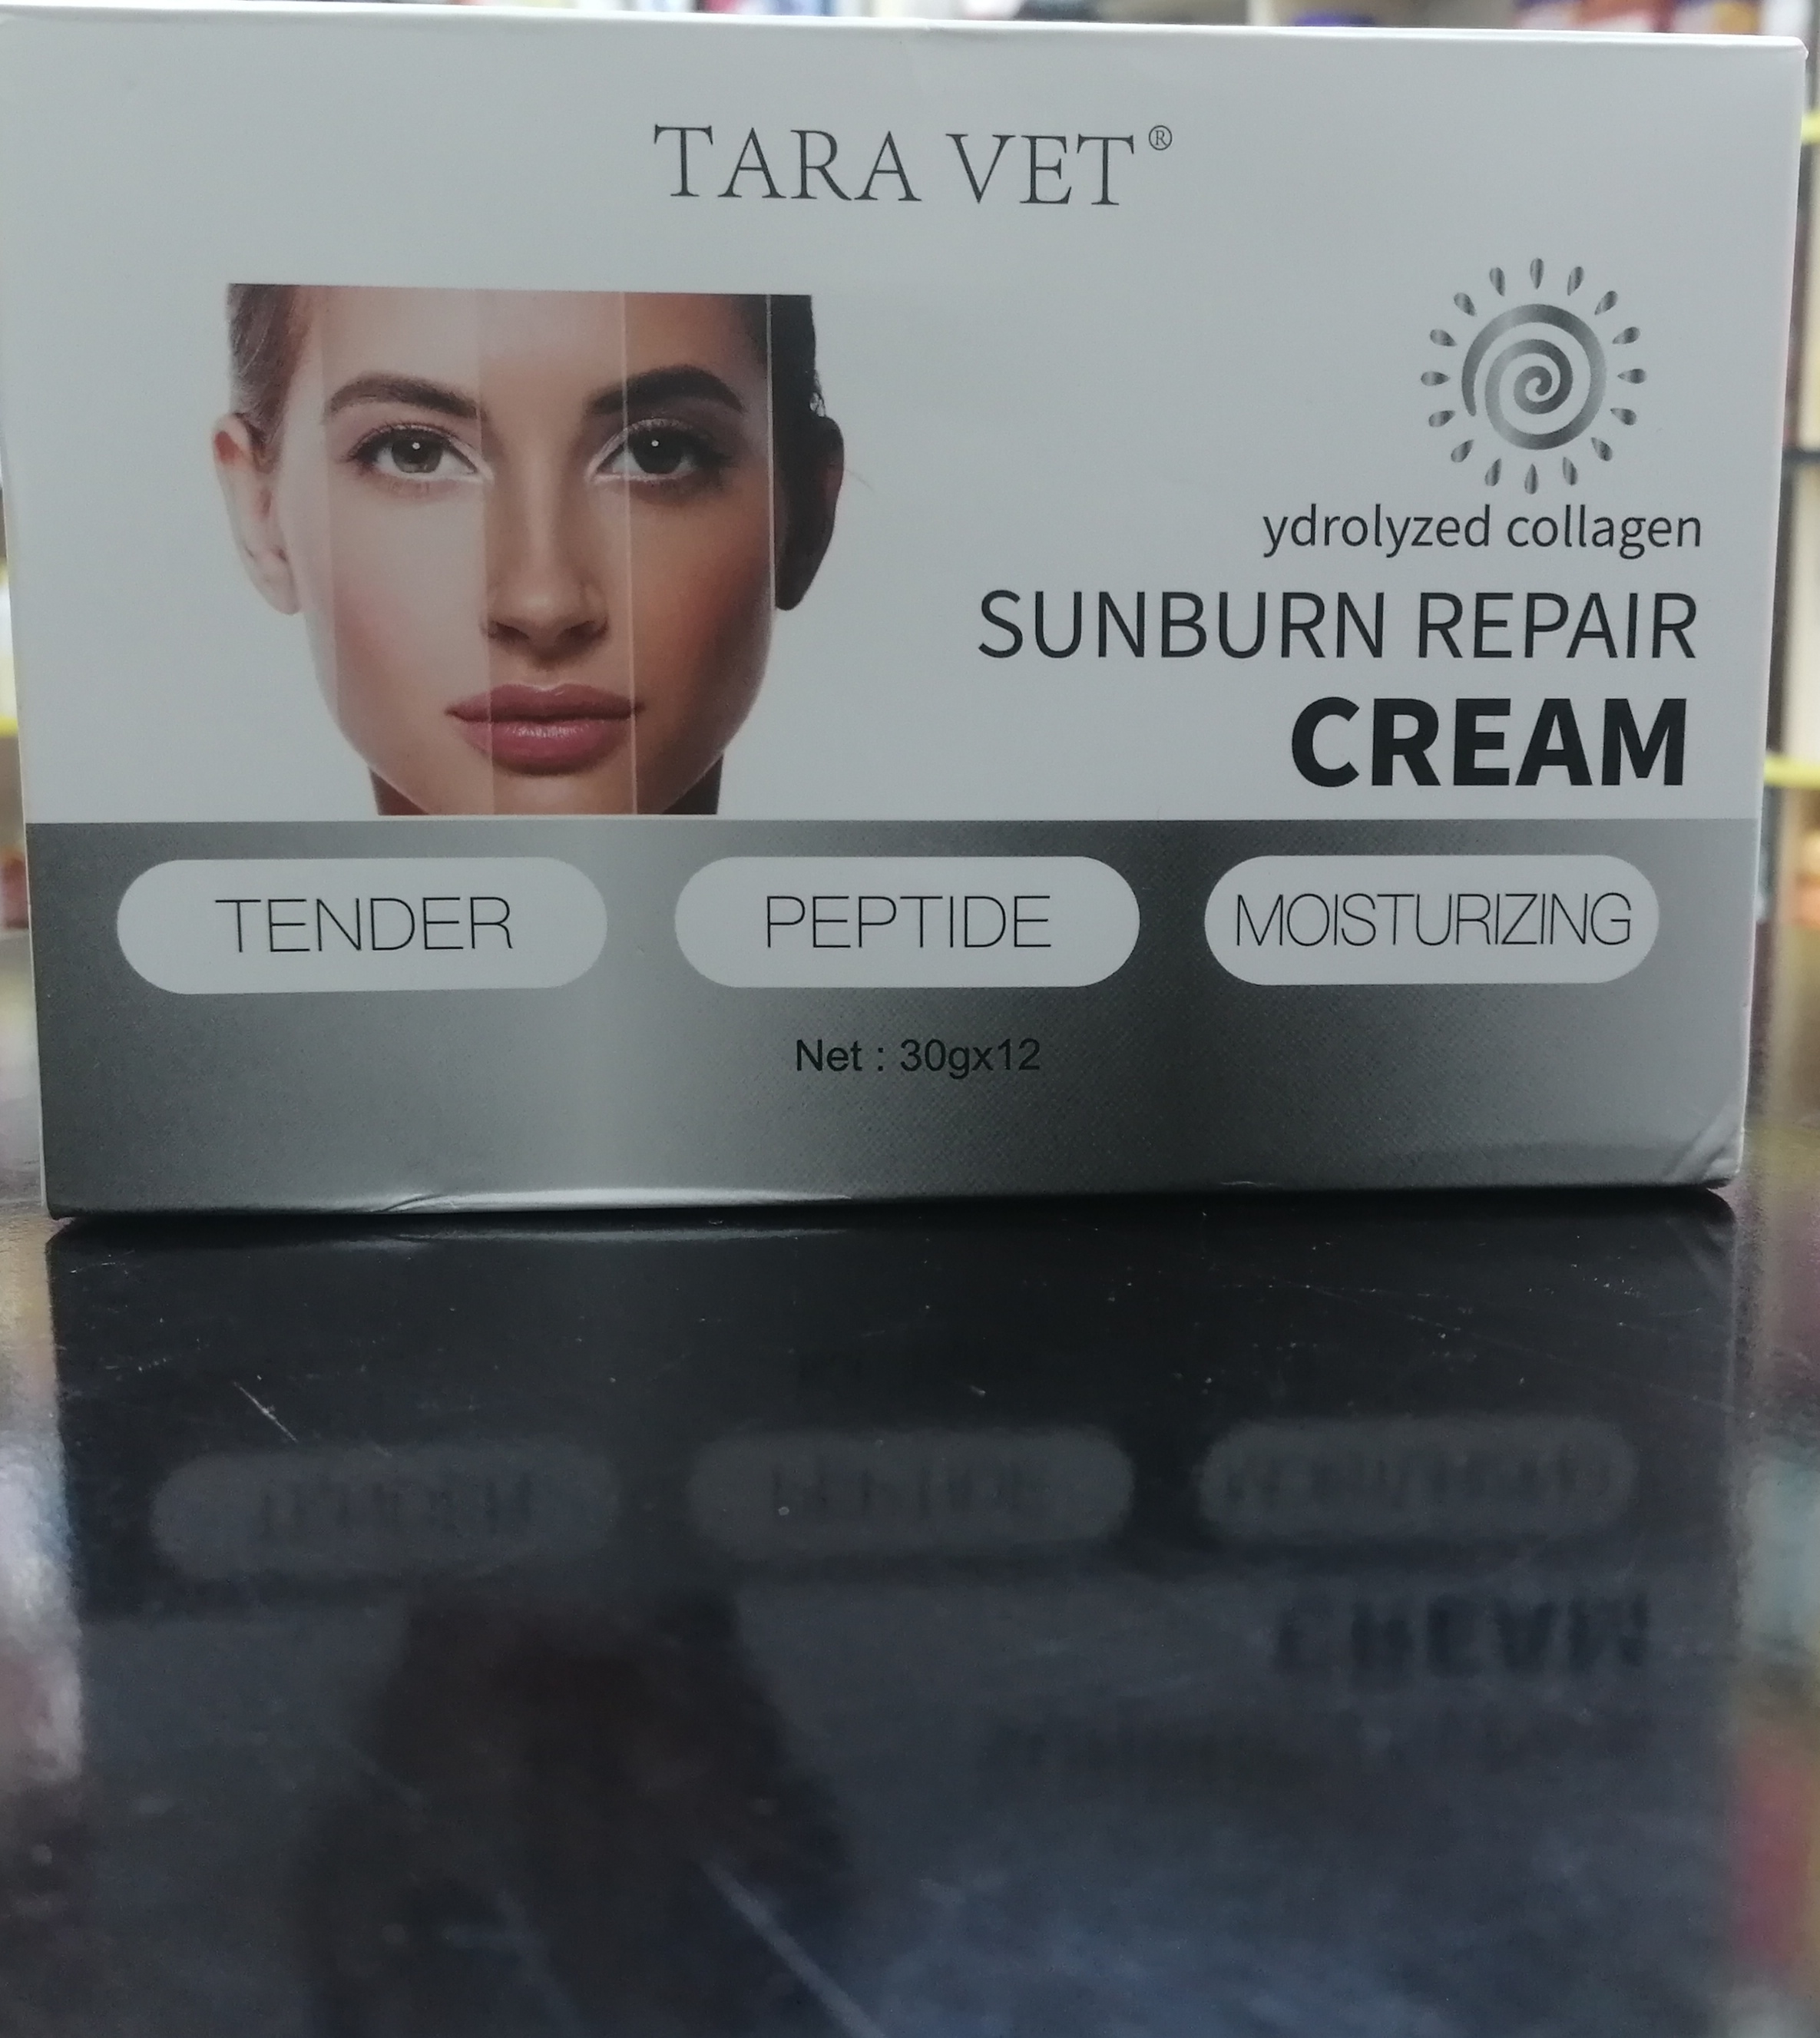 TARA VET®
ydrolyzed collagen
SUNBURN REPAIR
CREAM
TENDER PEPTIDE MOISTURIZING
Net : 30gx12